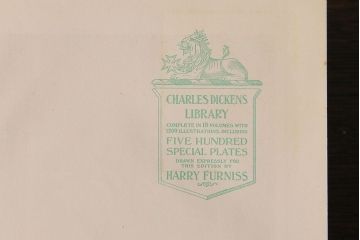 CHARLES DICKENS
LIBRARY
COMPLETE IN 18 VOLUMES WITH
1200 ILLUSTRATIONS, INCLUDING
FIVE HUNDRED
SPECIAL PLATES
DRAWN EXPRESSLY FOR
THIS EDITION BY
HARRY FURNISS